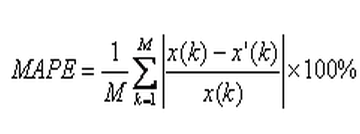 MAPE = \frac{1}{M} \sum_{k=1}^{M} \left| \frac{x(k) - x'(k)}{x(k)} \right| \times 100\%